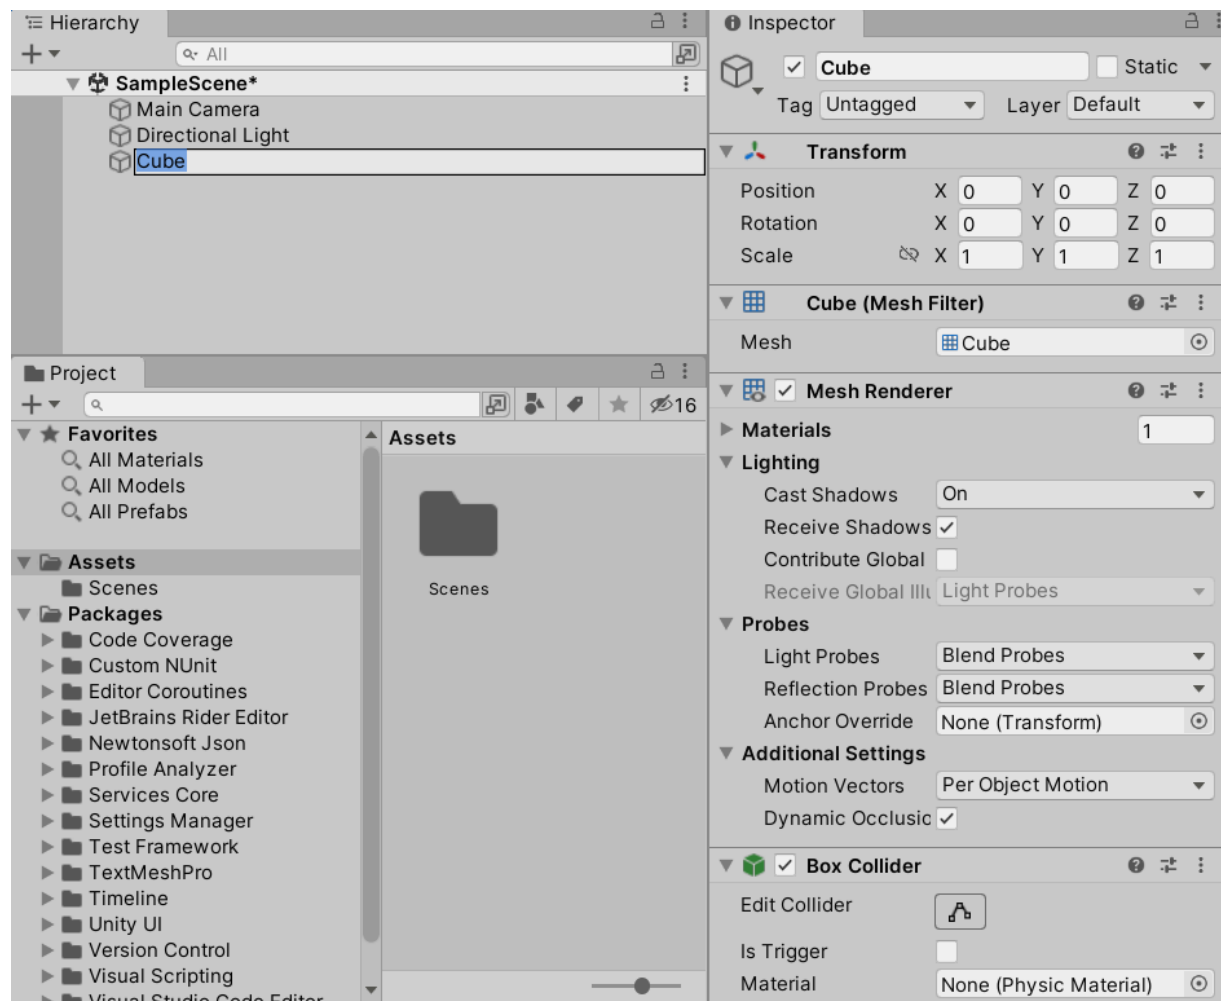 Hierarchy
All
SampleScene*
Main Camera
Directional Light
Cube
Project
16
Favorites
All Materials
All Models
All Prefabs
Assets
Scenes
Packages
Code Coverage
Custom NUnit
Editor Coroutines
JetBrains Rider Editor
Newtonsoft Json
Profile Analyzer
Services Core
Settings Manager
Test Framework
TextMeshPro
Timeline
Unity UI
Version Control
Visual Scripting
Visual Studio Code Editor
Assets
Scenes
Inspector
Cube Static
Tag Untagged Layer Default
Transform
Position X 0 Y 0 Z 0
Rotation X 0 Y 0 Z 0
Scale X 1 Y 1 Z 1
Cube (Mesh Filter)
Mesh Cube
Mesh Renderer
Materials 1
Lighting
Cast Shadows On
Receive Shadows
Contribute Global
Receive Global Illu Light Probes
Probes
Light Probes Blend Probes
Reflection Probes Blend Probes
Anchor Override None (Transform)
Additional Settings
Motion Vectors Per Object Motion
Dynamic Occlusic
Box Collider
Edit Collider
Is Trigger
Material None (Physic Material)